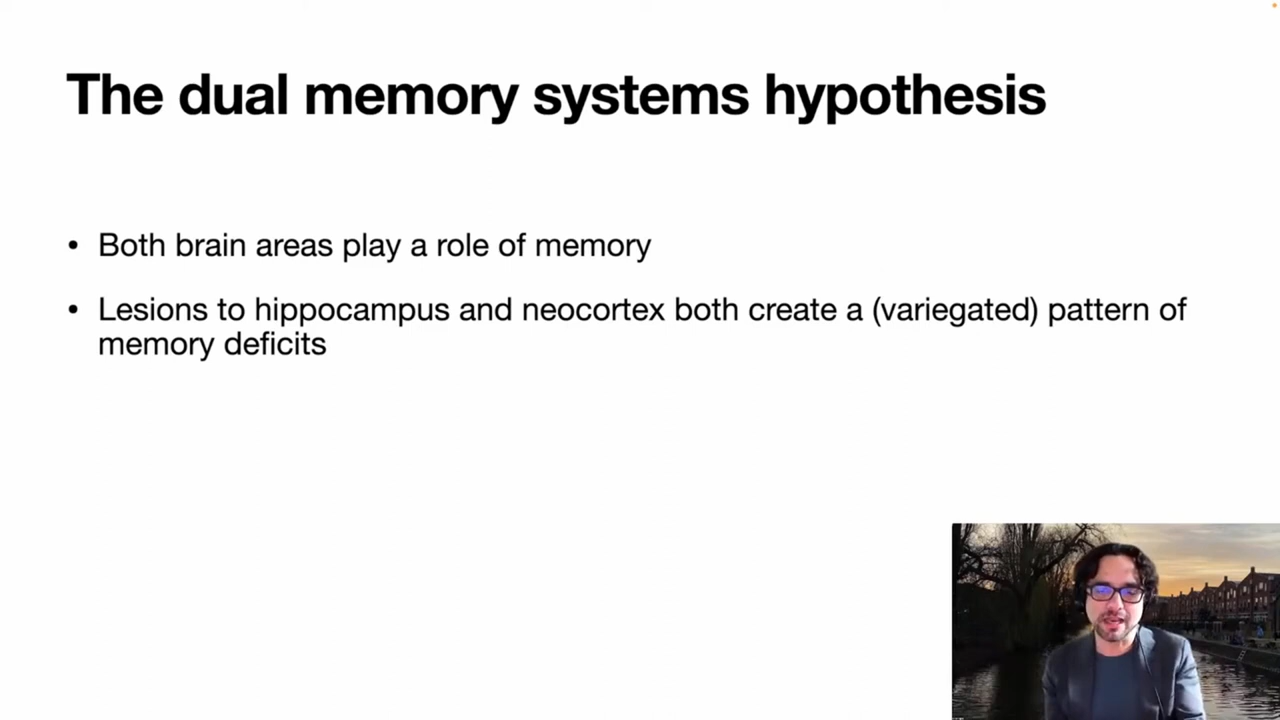 The dual memory systems hypothesis
• Both brain areas play a role of memory
• Lesions to hippocampus and neocortex both create a (variegated) pattern of
memory deficits